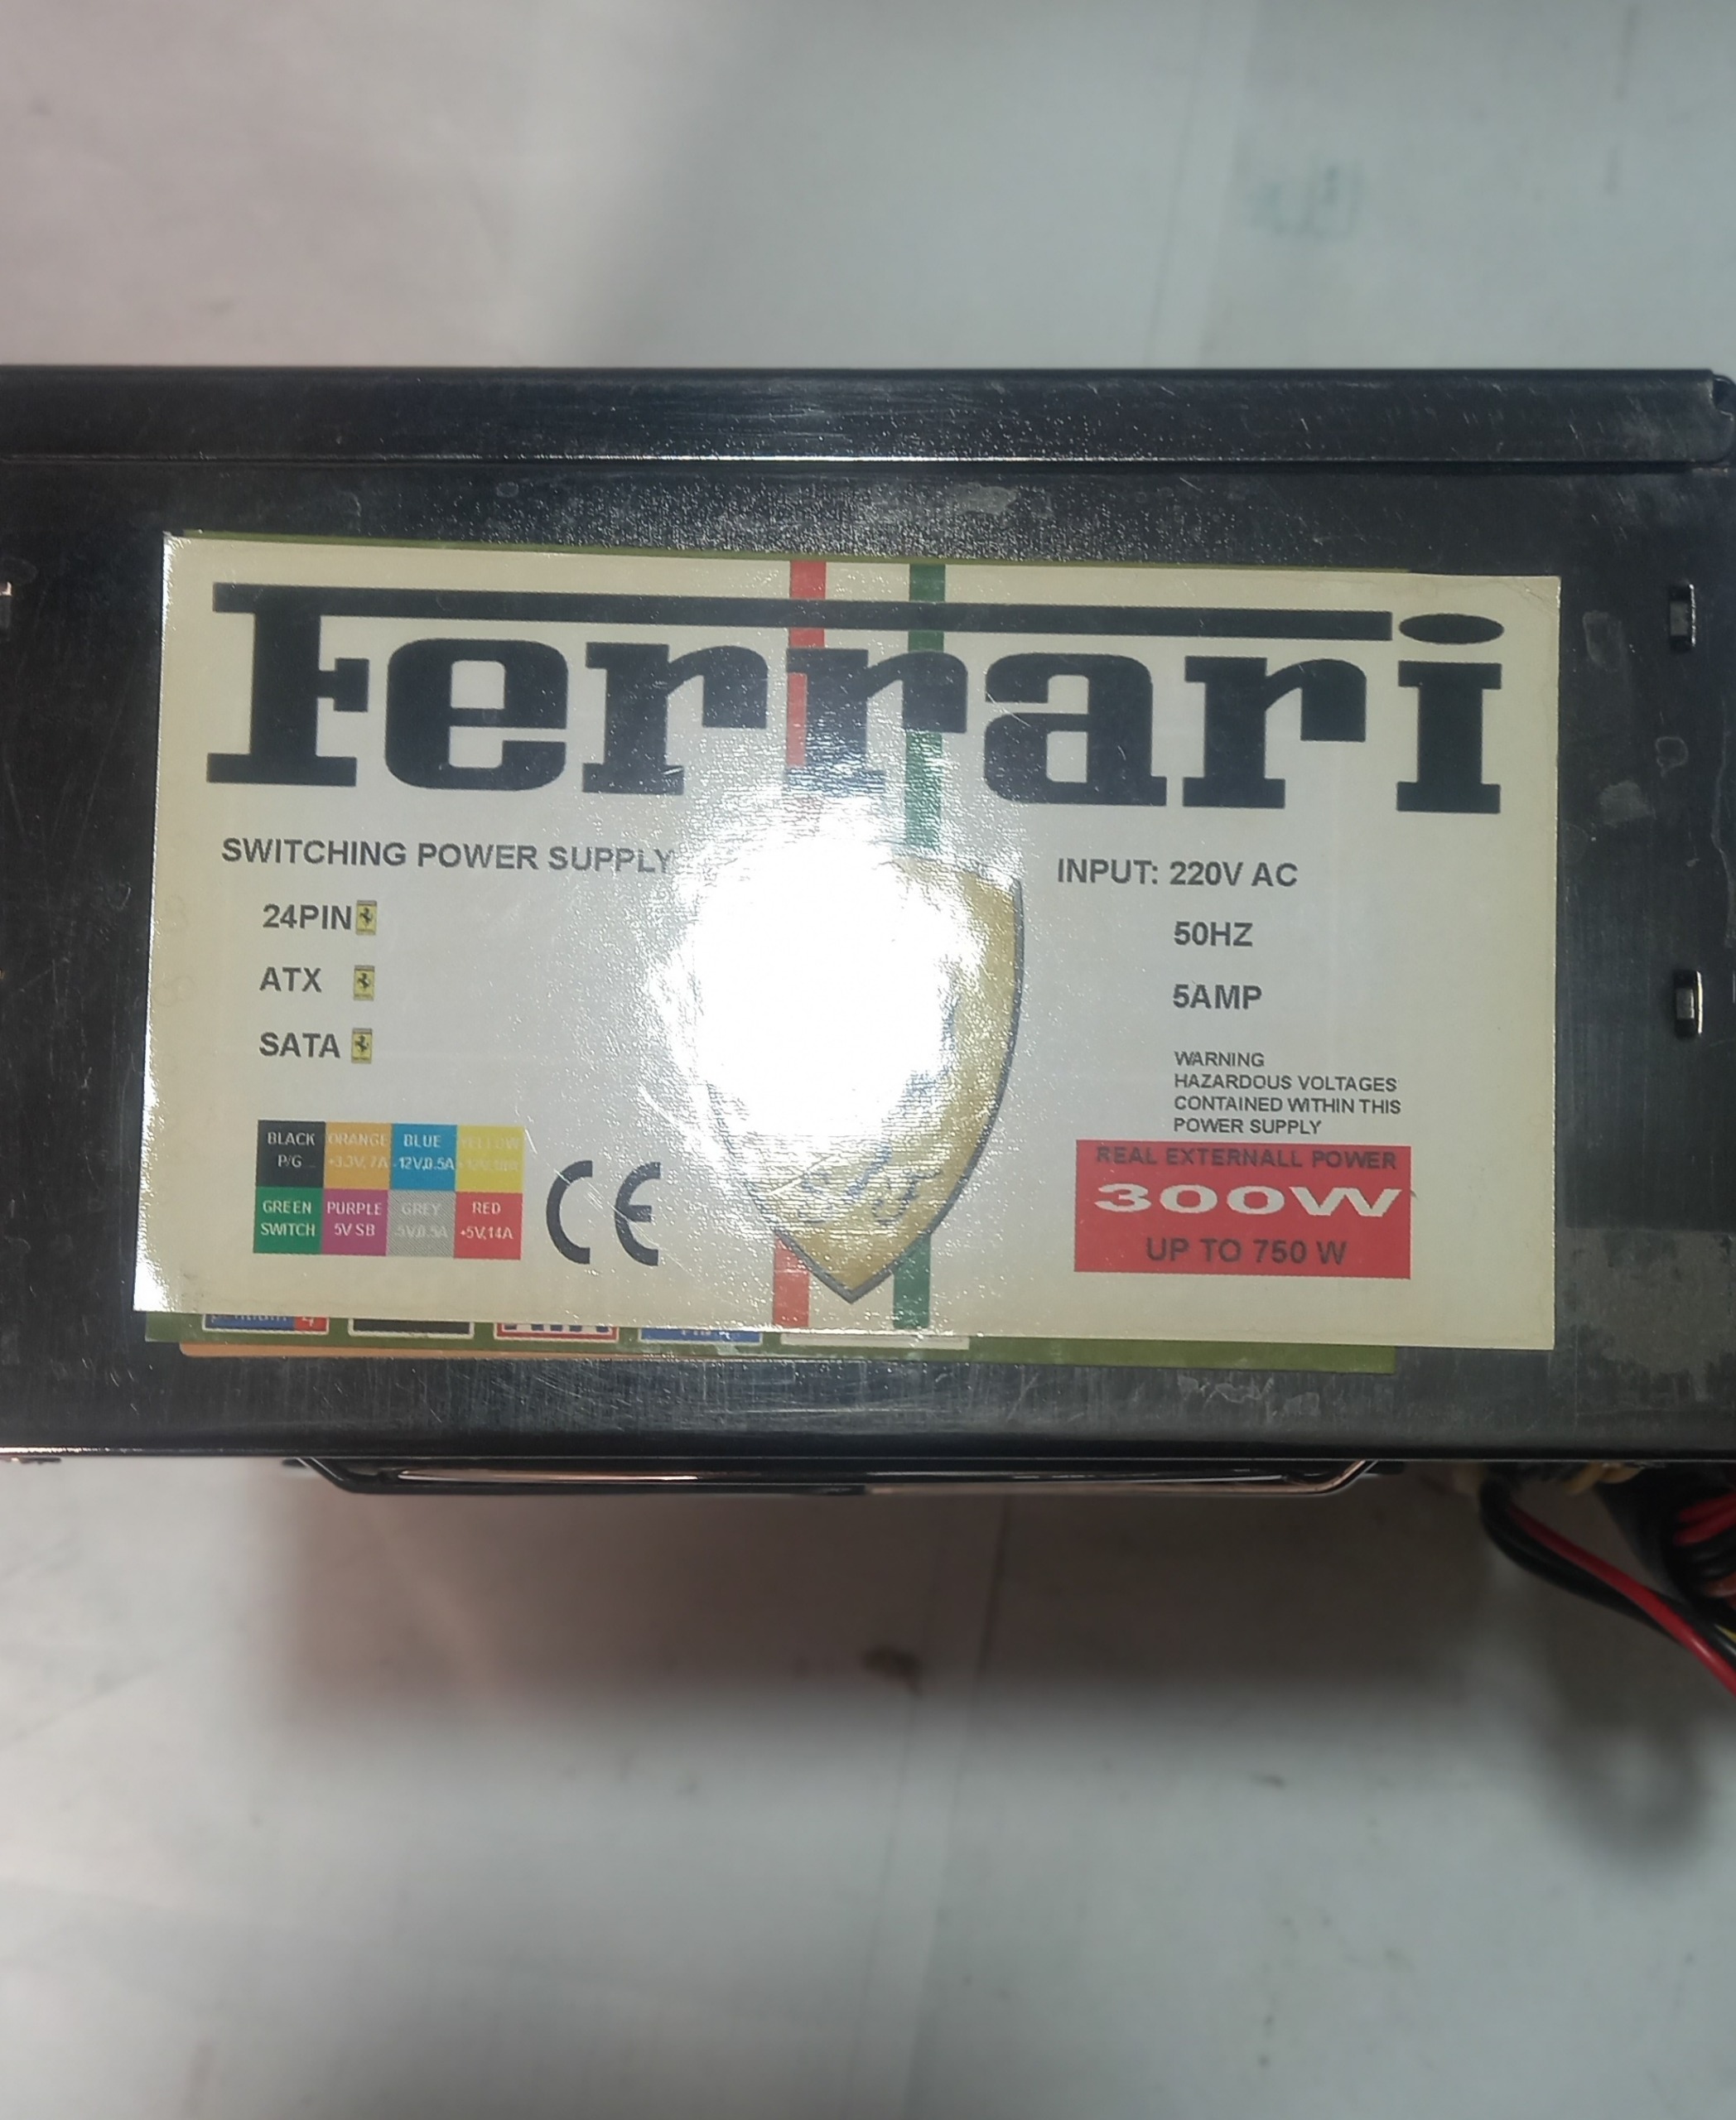 Ferrari
SWITCHING POWER SUPPLY
24PIN
ATX
SATA
INPUT: 220V AC
50HZ
5AMP
WARNING
HAZARDOUS VOLTAGES
CONTAINED WITHIN THIS
POWER SUPPLY
BLACK ORANGE BLUE YELLOW
P/G +3.3V, 7A -12V,0.5A
GREEN PURPLE GREY RED
SWITCH 5V SB -5V,0.5A +5V,14A
CE
REAL EXTERNALL POWER
300W
UP TO 750 W